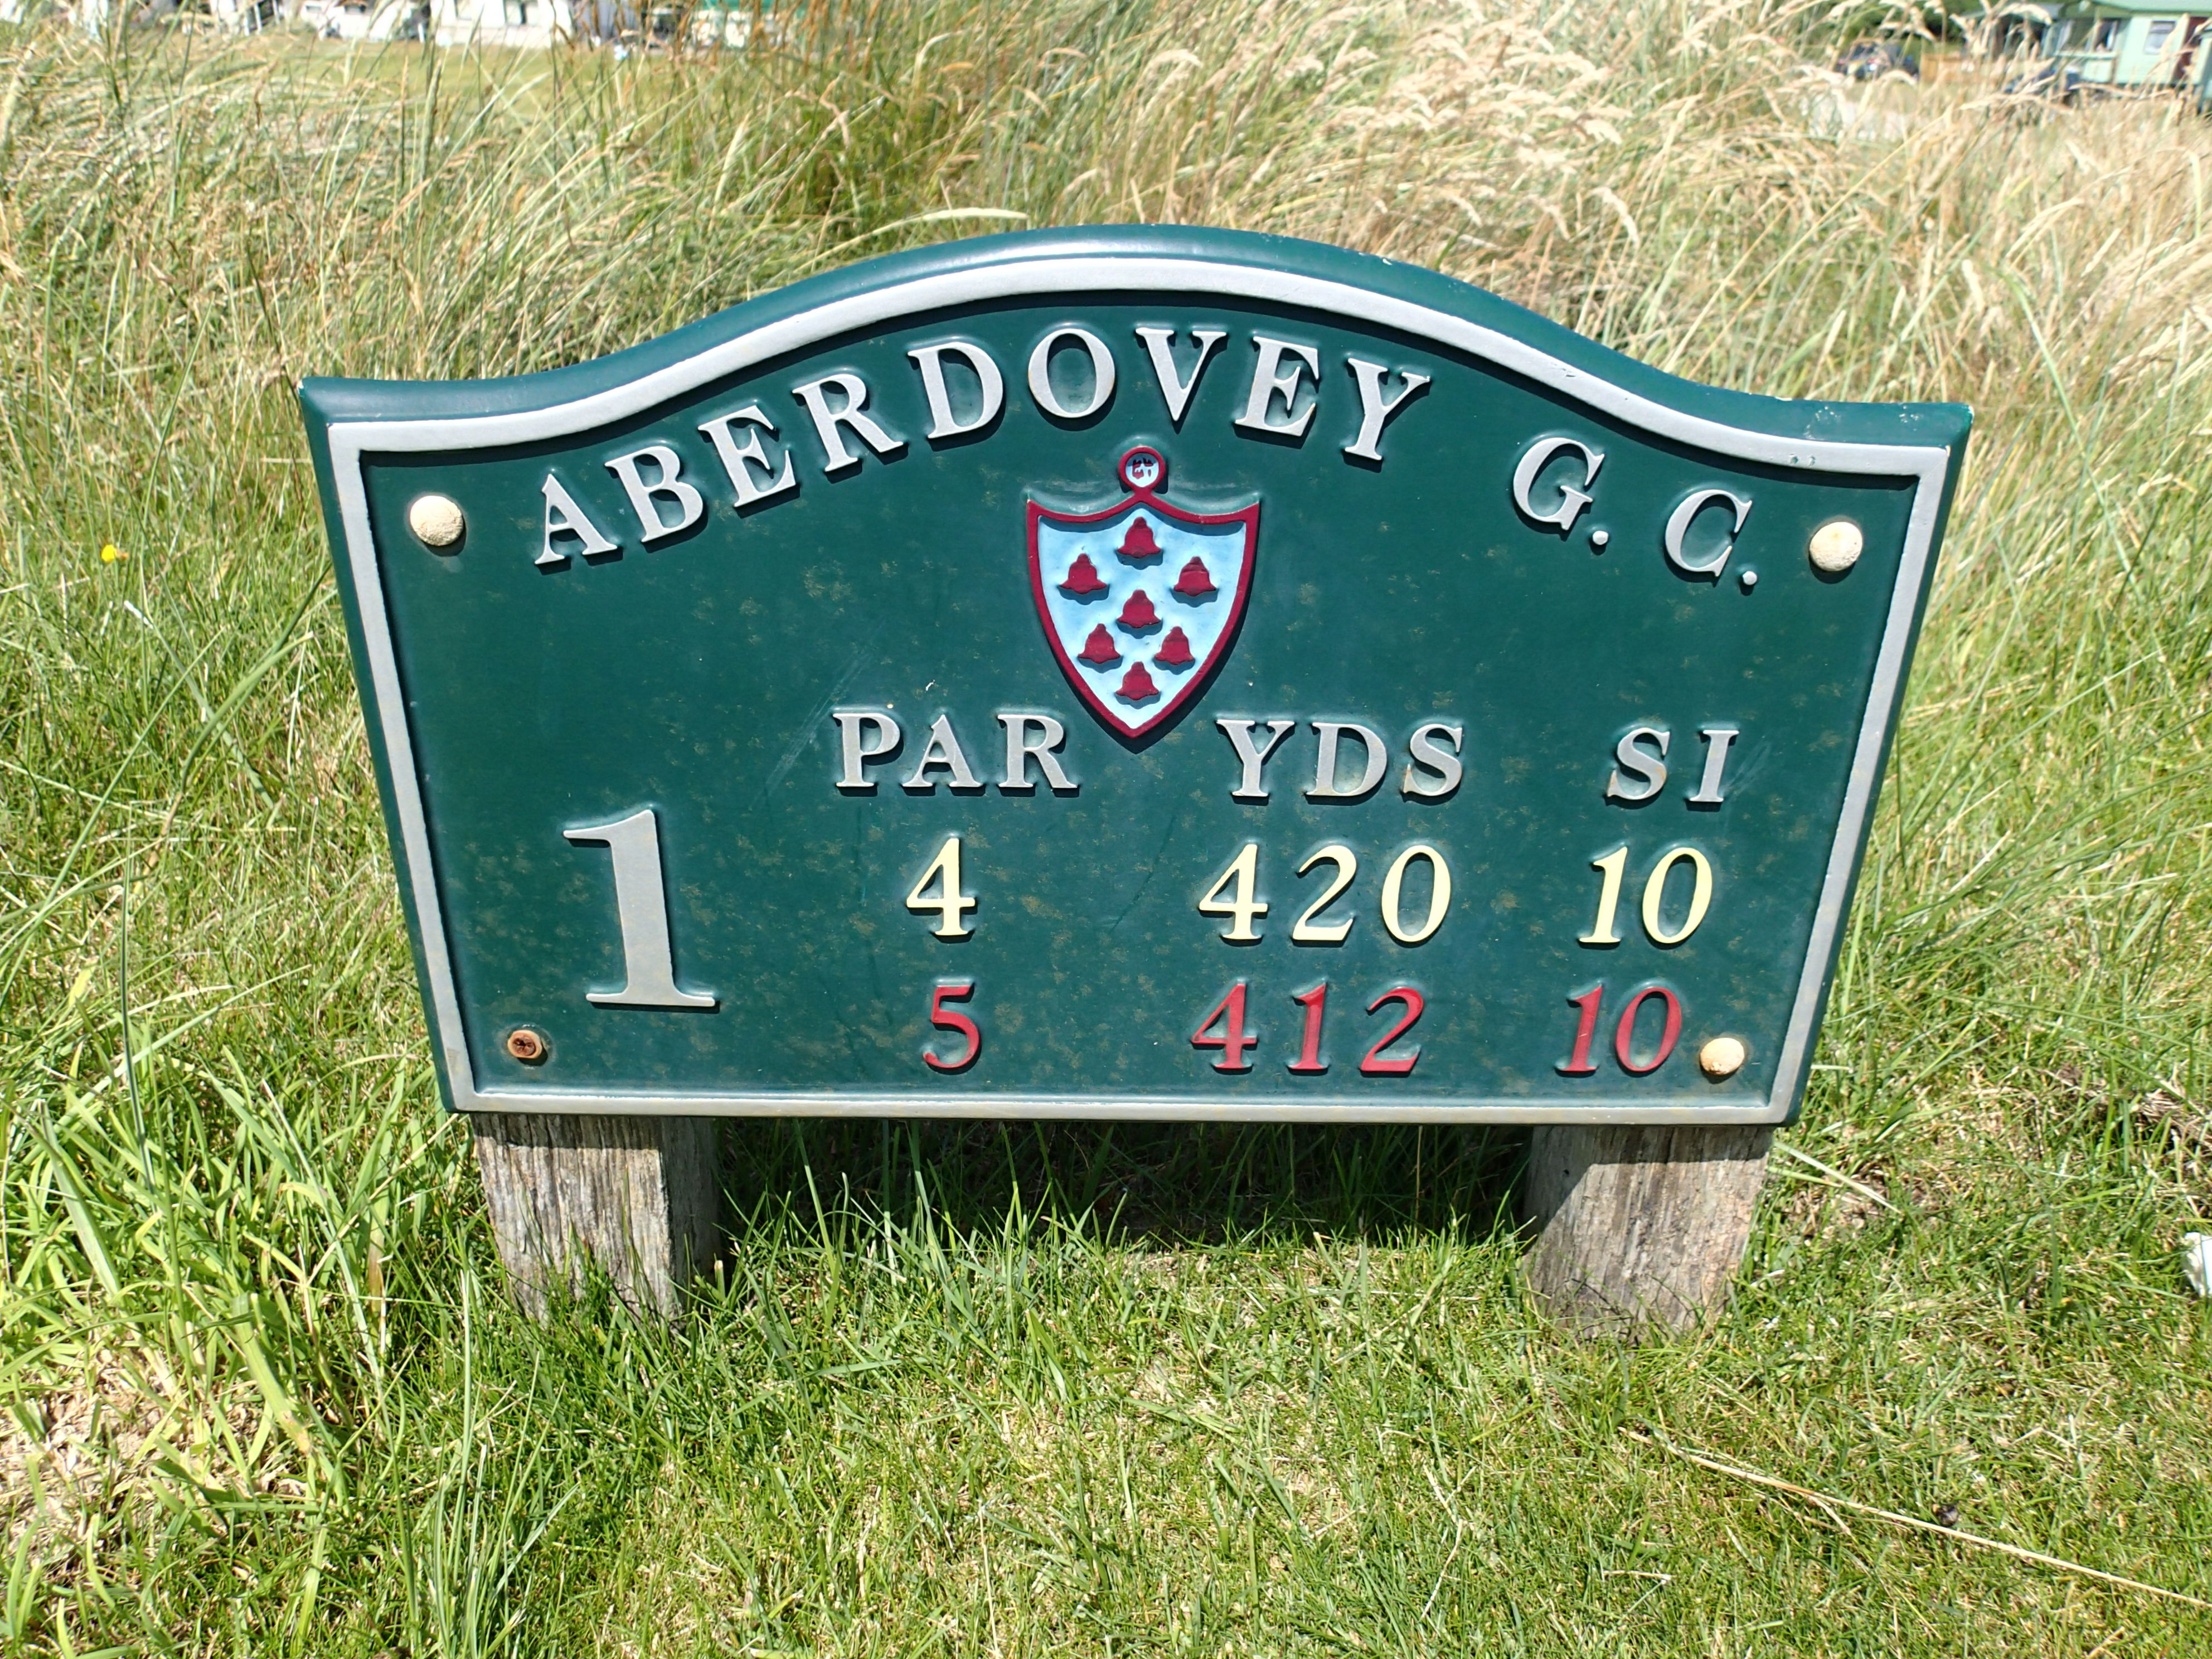 ABERDOVEY G. C.
PAR YDS SI
1 4 420 10
5 412 10